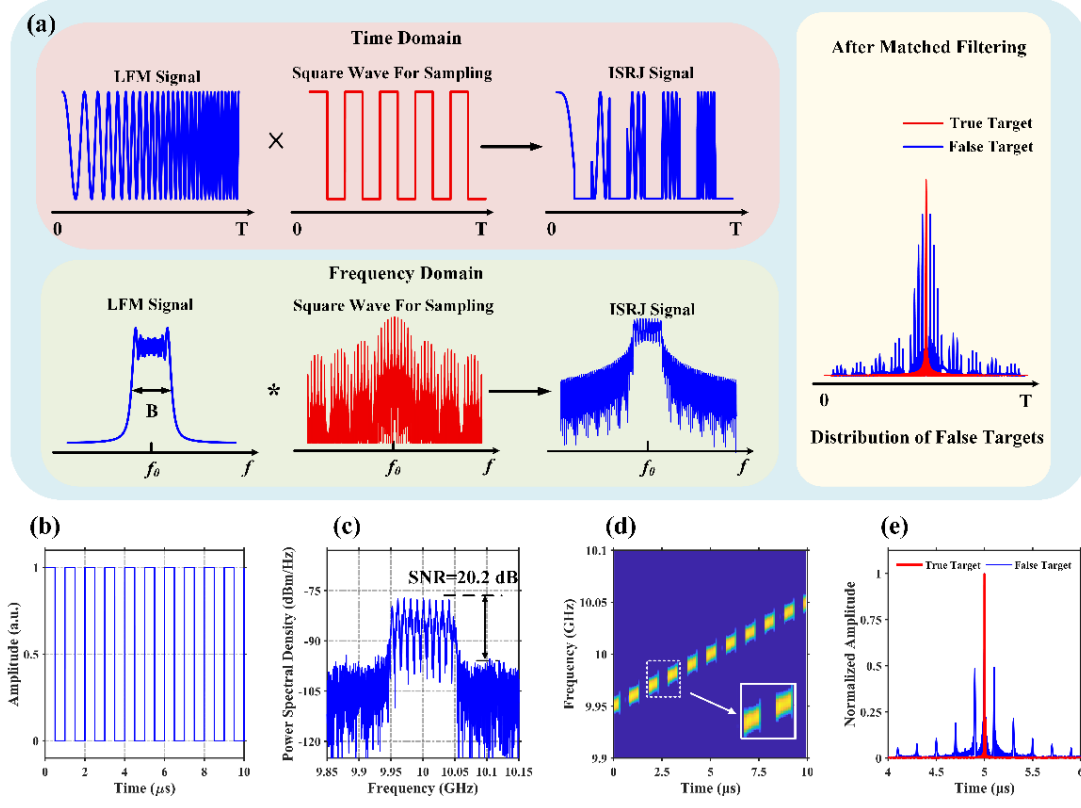 (a)
Time Domain
LFM Signal
Square Wave For Sampling
ISRJ Signal
×
0 T
0 T
0 T
Frequency Domain
LFM Signal
Square Wave For Sampling
ISRJ Signal
B
*
f0 f
f0 f
f0 f
After Matched Filtering
True Target
False Target
0 T
Distribution of False Targets
(b)
Amplitude (a.u.)
1
0.5
0
0 2 4 6 8 10
Time (μs)
(c)
Power Spectral Density (dBm/Hz)
SNR=20.2 dB
-75
-90
-105
-120
9.85 9.9 9.95 10 10.05 10.1 10.15
Frequency (GHz)
(d)
Frequency (GHz)
10.1
10.05
10
9.95
9.9
0 2.5 5 7.5 10
Time (μs)
(e)
Normalized Amplitude
True Target False Target
1
0.75
0.5
0.25
0
4 4.5 5 5.5 6
Time (μs)